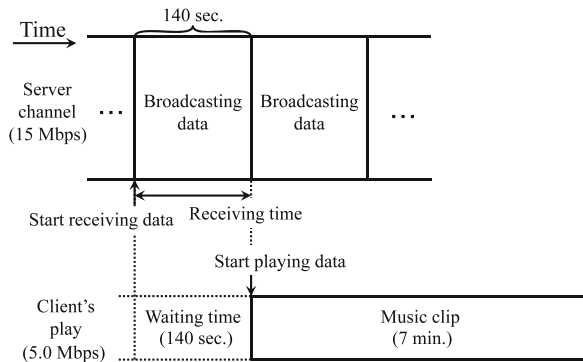 140 sec.
Time
Server
channel
(15 Mbps)
...
Broadcasting
data
Broadcasting
data
...
Start receiving data
Receiving time
Start playing data
Client's
play
(5.0 Mbps)
Waiting time
(140 sec.)
Music clip
(7 min.)